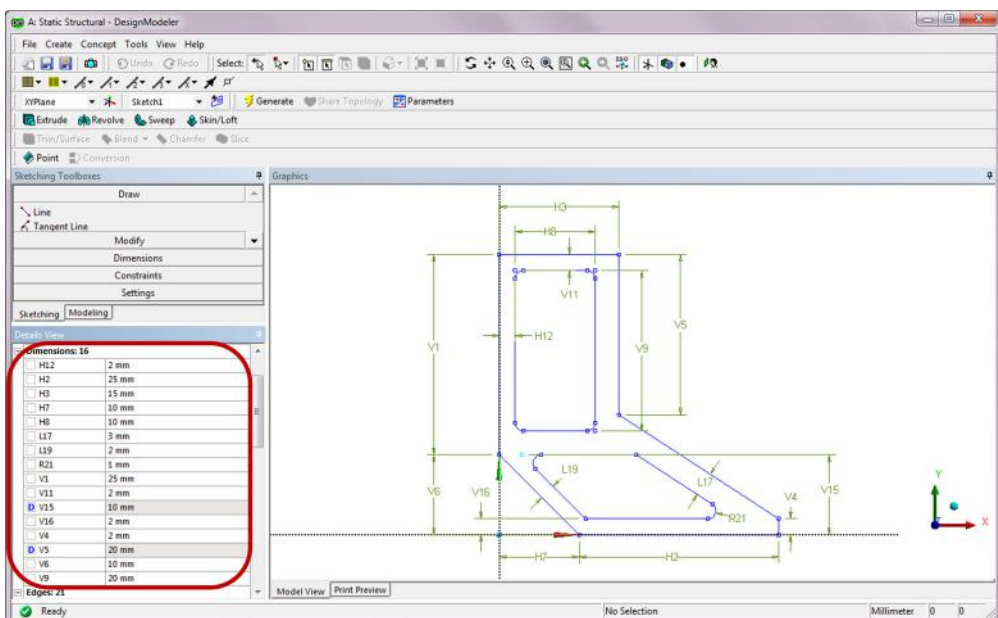 A: Static Structural - DesignModeler
File Create Concept Tools View Help
Undo Redo Select:
XYPlane Sketch1 Generate Share Topology Parameters
Extrude Revolve Sweep Skin/Loft
Thin/Surface Blend Chamfer Slice
Point Conversion
Sketching Toolboxes
Draw
Line
Tangent Line
Modify
Dimensions
Constraints
Settings
Sketching Modeling
Details View
Dimensions: 16
H12 2 mm
H2 25 mm
H3 15 mm
H7 10 mm
H8 10 mm
L17 3 mm
L19 2 mm
R21 1 mm
V1 25 mm
V11 2 mm
D V15 10 mm
V16 2 mm
V4 2 mm
D V5 20 mm
V6 10 mm
V9 20 mm
Edges: 21
Graphics
H3
H8
V11
V5
H12
V1
V9
L19
L17
V6
V16
V4
V15
R21
H7
H2
Y
X
Model View Print Preview
Ready
No Selection
Millimeter 0 0